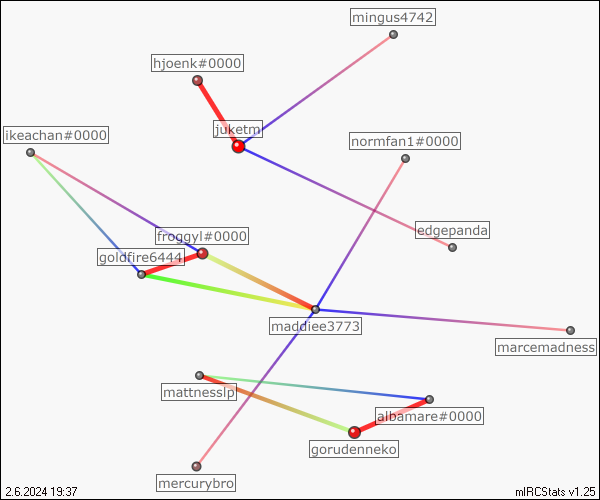 mingus4742
hjoenk#0000
juketm
ikeachan#0000
normfan1#0000
edgepanda
froggyl#0000
goldfire6444
maddiee3773
marcemadness
mattnesslp
albamare#0000
gorudenneko
mercurybro
2.6.2024 19:37
mIRCStats v1.25